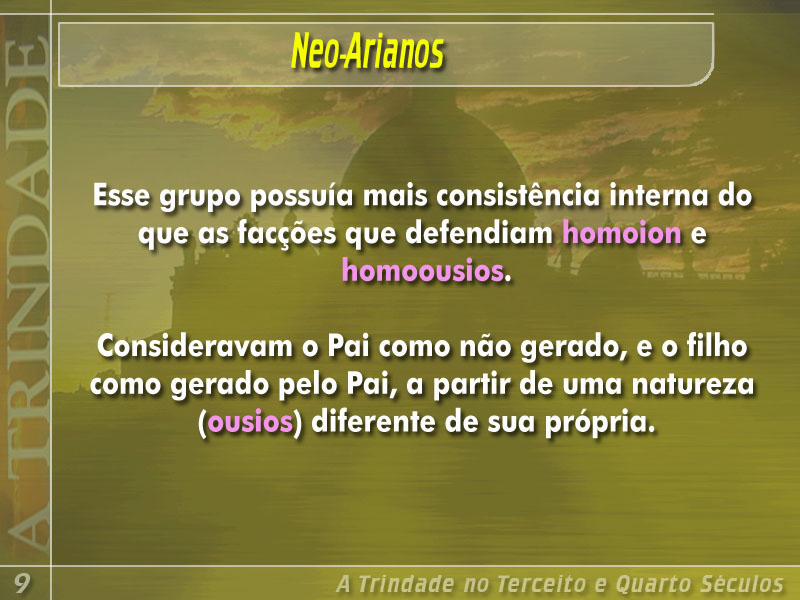 Neo-Arianos
A TRINDADE
Esse grupo possuía mais consistência interna do
que as facções que defendiam homoion e
homoousios.
Consideravam o Pai como não gerado, e o filho
como gerado pelo Pai, a partir de uma natureza
(ousios) diferente de sua própria.
9
A Trindade no Terceito e Quarto Séculos